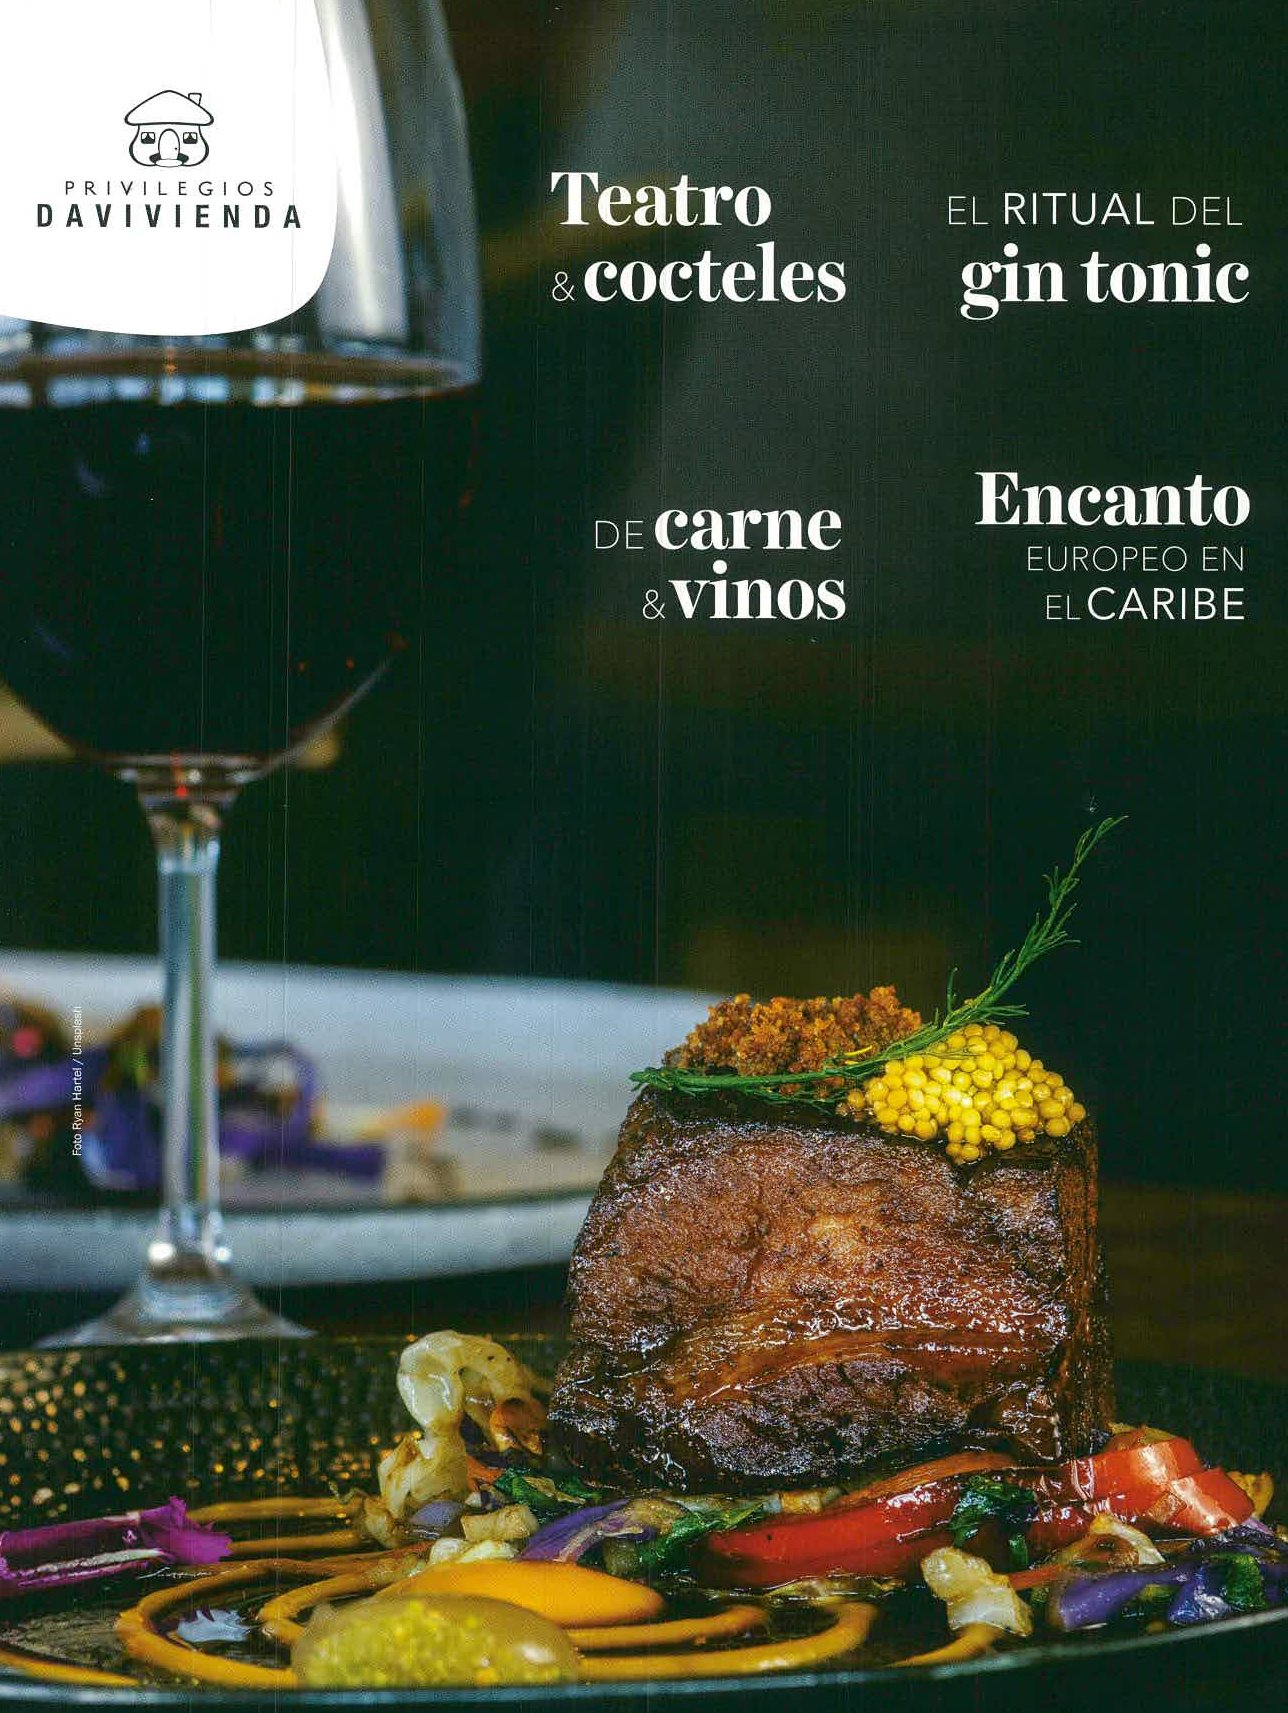 PRIVILEGIOS
DAVIVIENDA
Teatro
& cocteles
EL RITUAL DEL
gin tonic
DE carne
& vinos
Encanto
EUROPEO EN
EL CARIBE
Foto Ryan Hartel / Unsplash